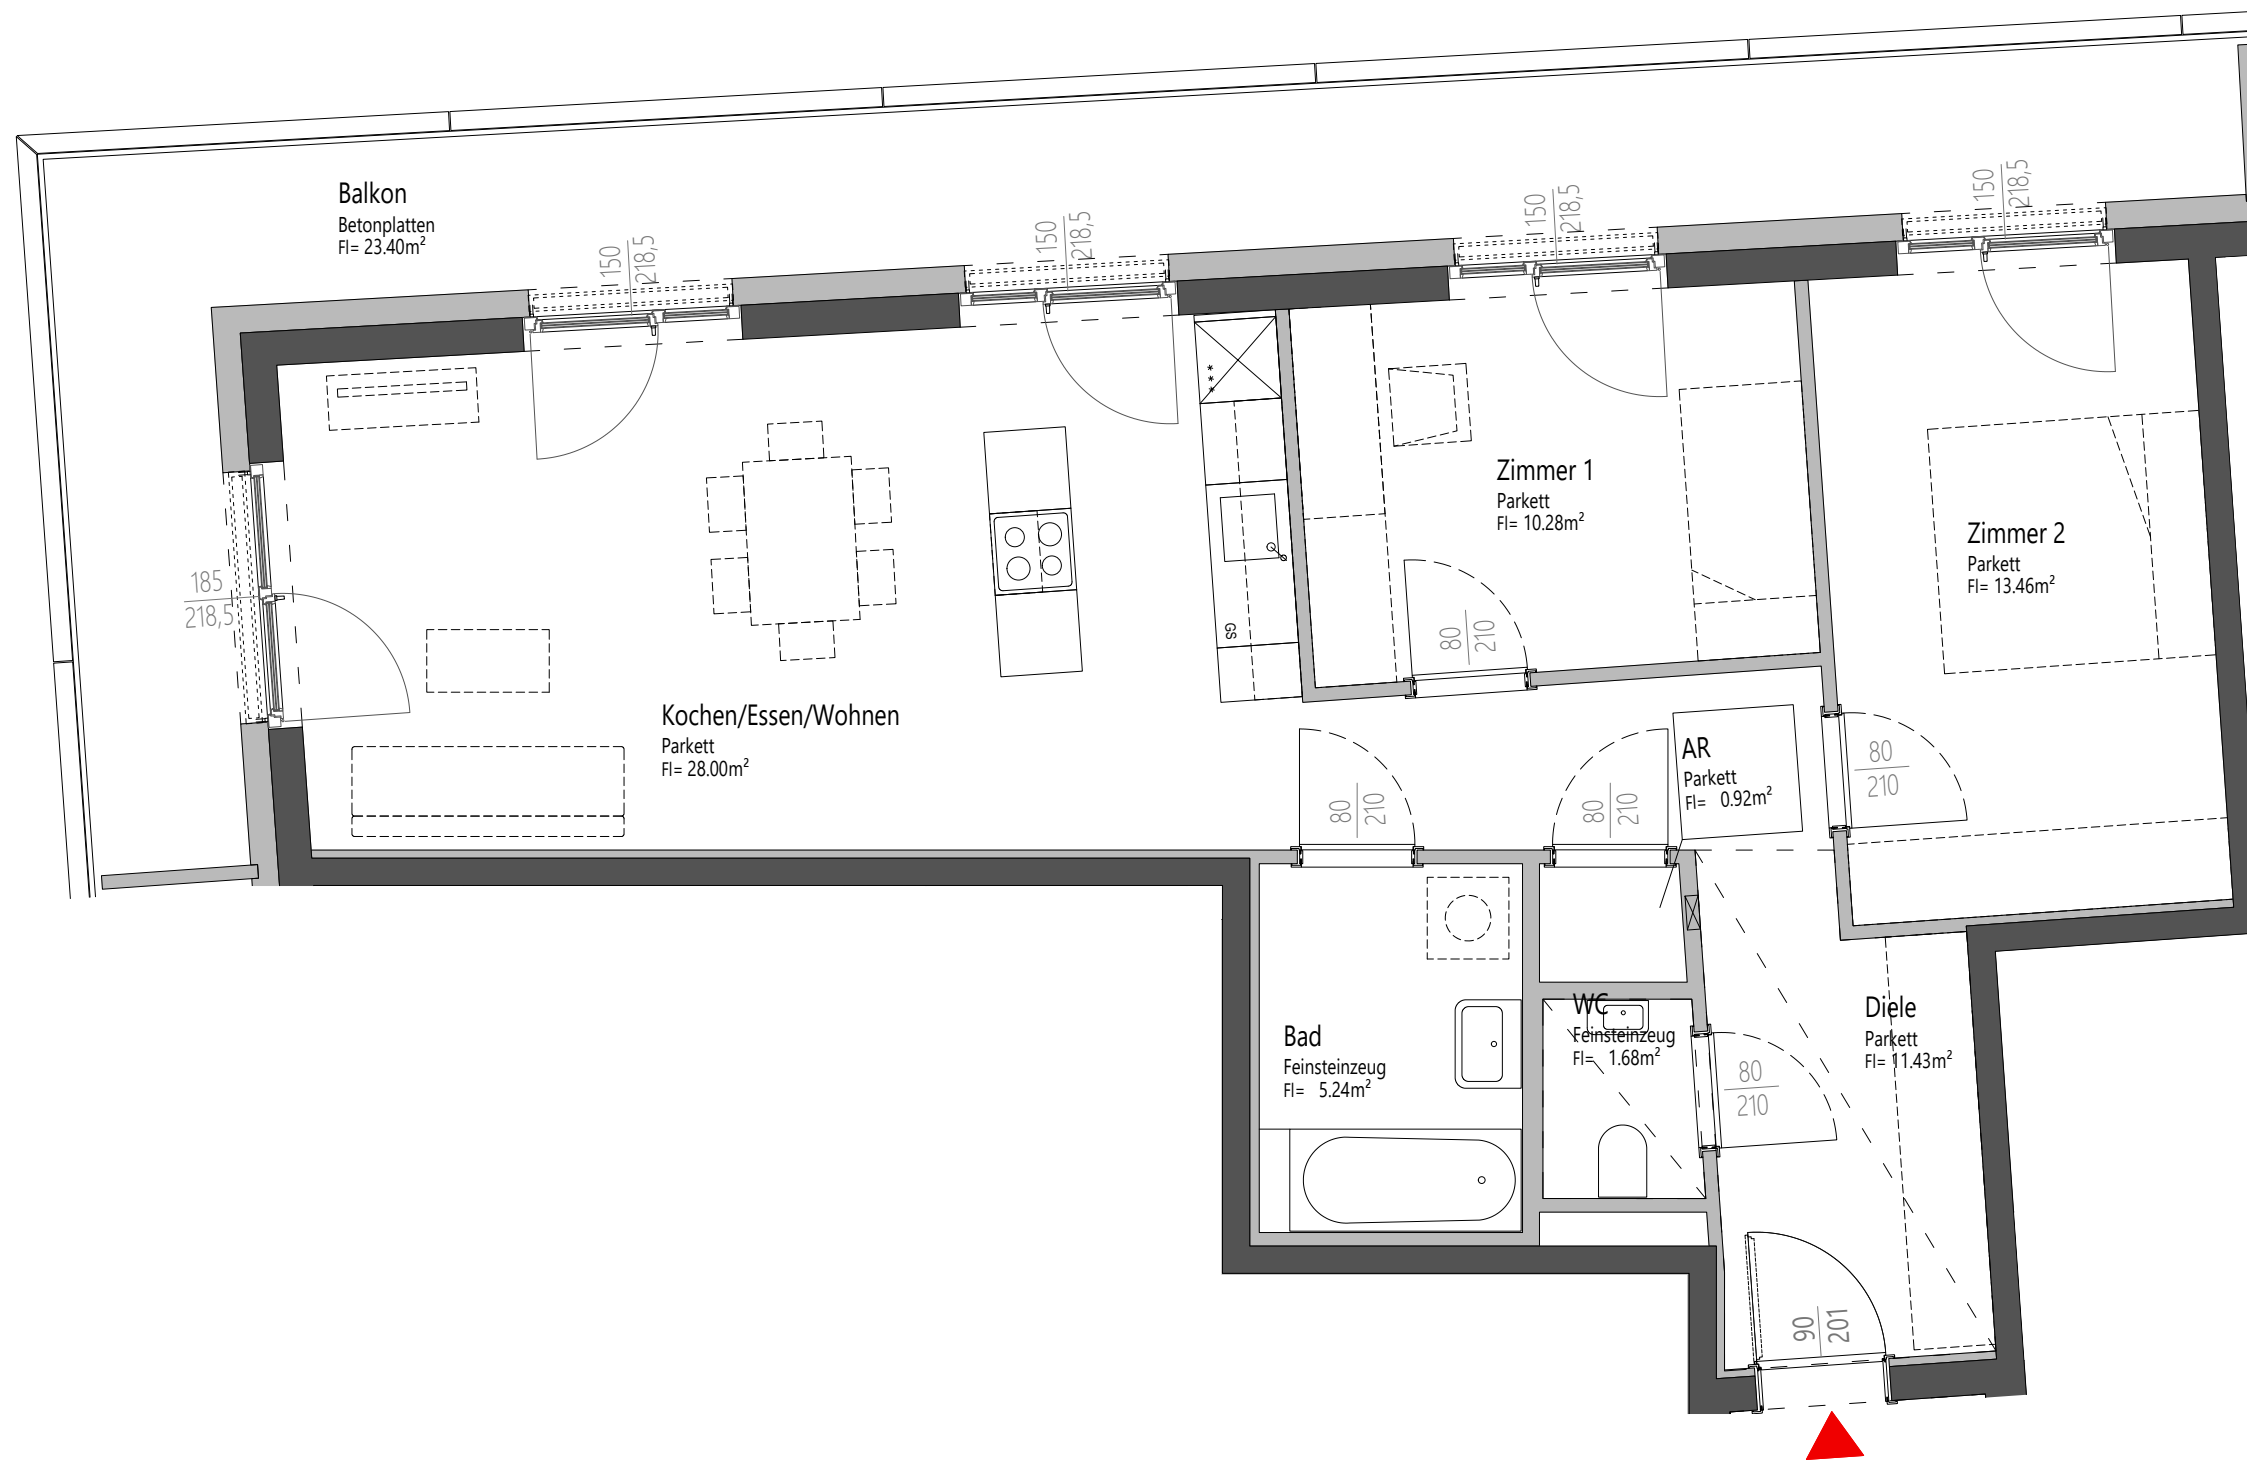 Balkon
Betonplatten
Fl= 23.40m²
150
218,5
150
218,5
150
218,5
150
218,5
185
218,5
Kochen/Essen/Wohnen
Parkett
Fl= 28.00m²
***
GS
Zimmer 1
Parkett
Fl= 10.28m²
80
210
Zimmer 2
Parkett
Fl= 13.46m²
80
210
80
210
80
210
AR
Parkett
Fl= 0.92m²
Bad
Feinsteinzeug
Fl= 5.24m²
WC
Feinsteinzeug
Fl= 1.68m²
80
210
Diele
Parkett
Fl= 11.43m²
90
201